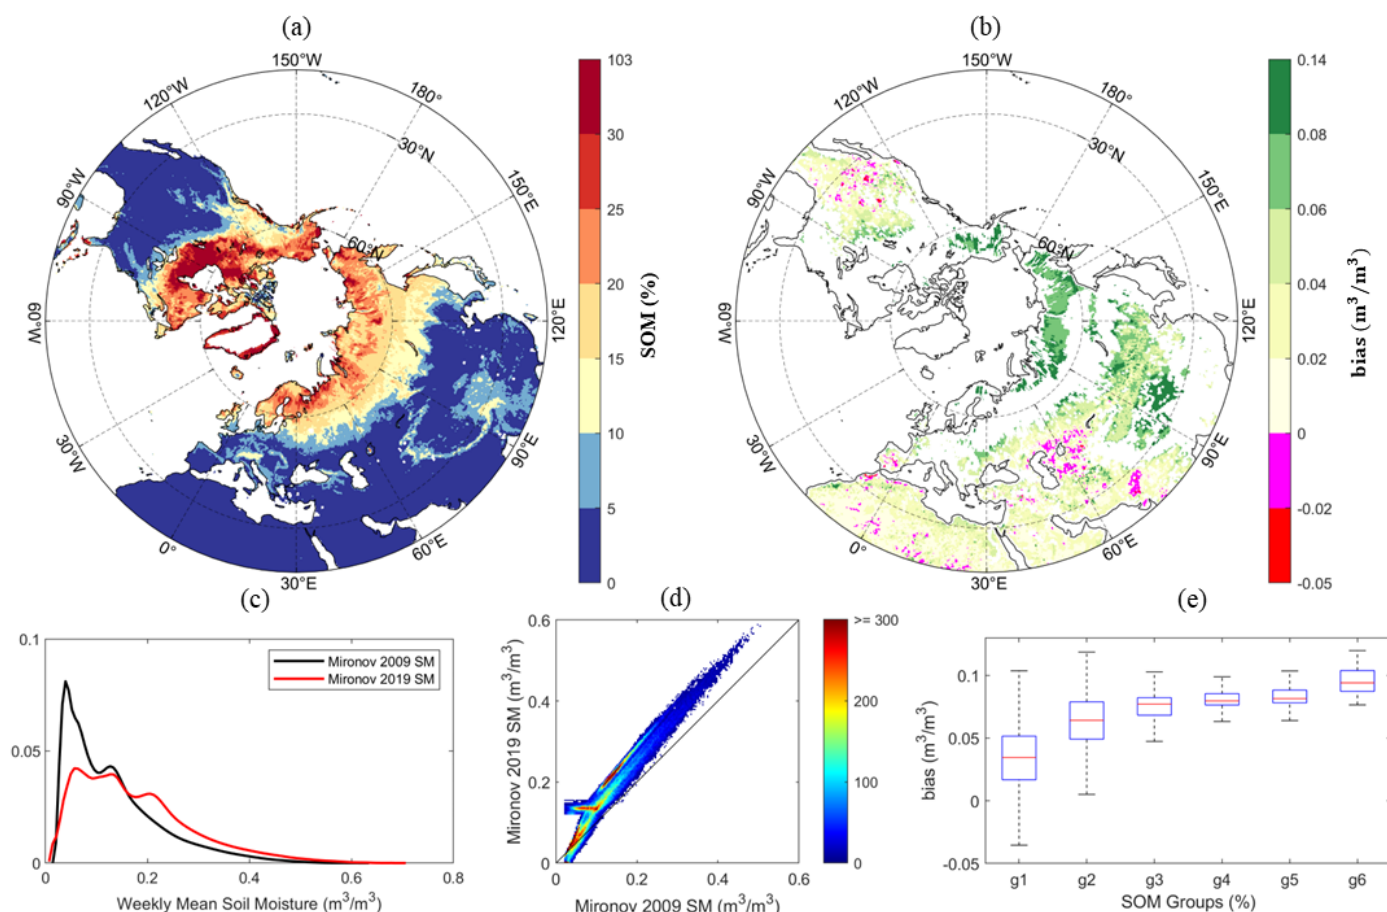 (a)
150°W
120°W
180°
30°N
90°W
150°E
60°N
60°W
120°E
30°W
90°E
0°
60°E
30°E
103
30
25
20
15
10
5
0
SOM (%)
(b)
150°W
120°W
180°
30°N
90°W
150°E
60°N
60°W
120°E
30°W
90°E
0°
60°E
30°E
0.14
0.08
0.06
0.04
0.02
0
-0.02
-0.05
bias (m³/m³)
(c)
0.1
0.05
0
0
0.2
0.4
0.6
0.8
Mironov 2009 SM
Mironov 2019 SM
Weekly Mean Soil Moisture (m³/m³)
(d)
0.6
0.4
0.2
0
0
0.2
0.4
0.6
Mironov 2019 SM (m³/m³)
Mironov 2009 SM (m³/m³)
>= 300
200
100
0
(e)
0.1
0.05
0
-0.05
bias (m³/m³)
g1
g2
g3
g4
g5
g6
SOM Groups (%)